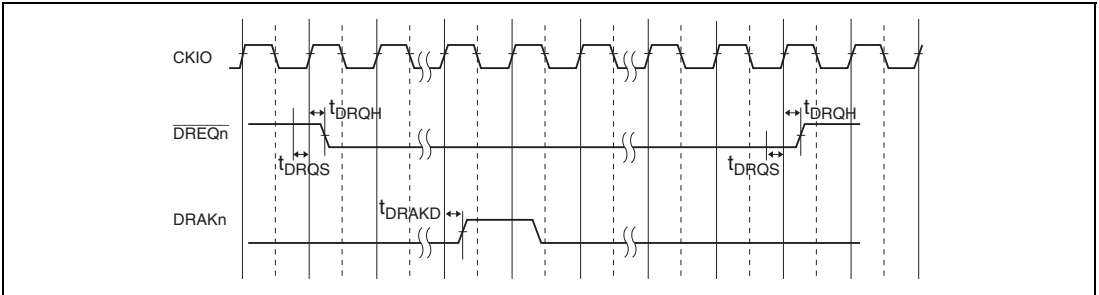 CKIO
tDRQH
tDRQH
DREQn
tDRQS
tDRQS
tDRAKD
DRAKn